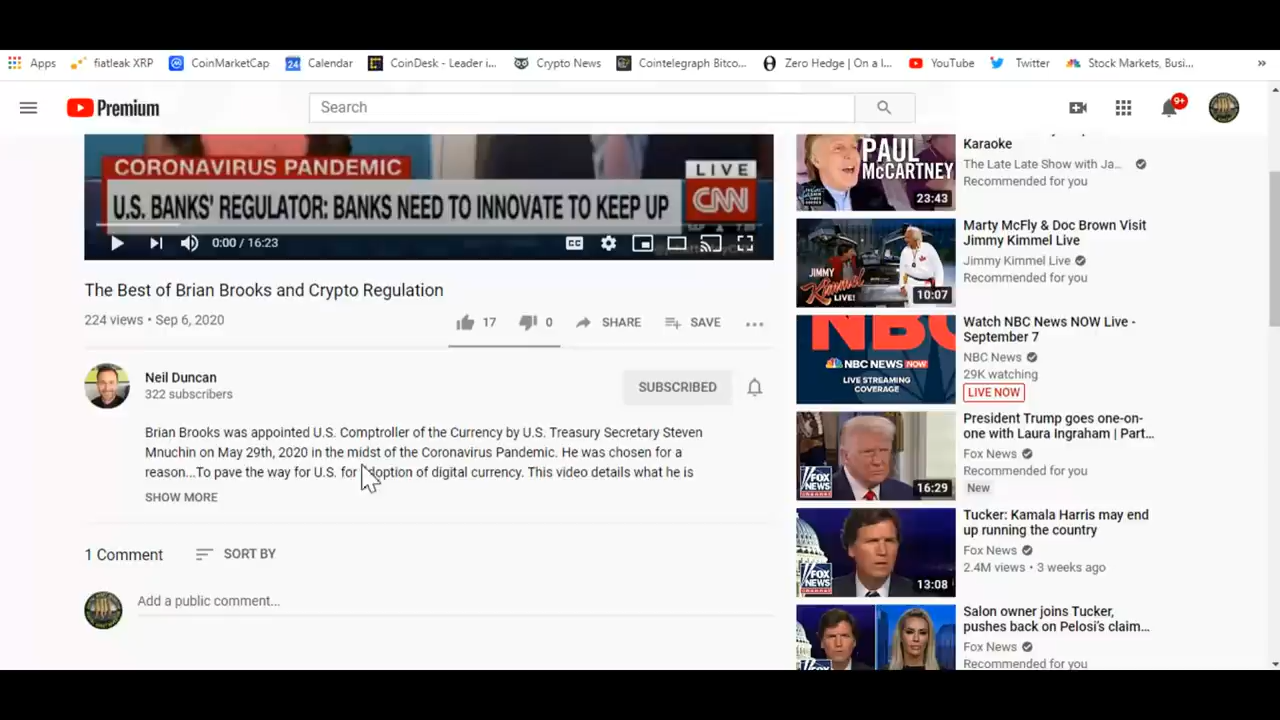 Apps fiatleak XRP CoinMarketCap 24 Calendar CoinDesk - Leader i... Crypto News Cointelegraph Bitco... Zero Hedge | On a l... YouTube Twitter Stock Markets, Busi... »
Premium Search 9+
CORONAVIRUS PANDEMIC
LIVE
U.S. BANKS' REGULATOR: BANKS NEED TO INNOVATE TO KEEP UP
CNN
0:00 / 16:23 CC
The Best of Brian Brooks and Crypto Regulation
224 views • Sep 6, 2020
17 0 SHARE SAVE ...
Neil Duncan
322 subscribers
SUBSCRIBED
Brian Brooks was appointed U.S. Comptroller of the Currency by U.S. Treasury Secretary Steven
Mnuchin on May 29th, 2020 in the midst of the Coronavirus Pandemic. He was chosen for a
reason...To pave the way for U.S. for adoption of digital currency. This video details what he is
SHOW MORE
1 Comment SORT BY
Add a public comment...
PAUL
McCARTNEY
23:43
Karaoke
The Late Late Show with Ja...
Recommended for you
JIMMY
Kimmel
LIVE!
10:07
Marty McFly & Doc Brown Visit
Jimmy Kimmel Live
Jimmy Kimmel Live
Recommended for you
NBC
NBC NEWS NOW
LIVE STREAMING
COVERAGE
Watch NBC News NOW Live -
September 7
NBC News
29K watching
LIVE NOW
FOX
NEWS
channel
16:29
President Trump goes one-on-
one with Laura Ingraham | Part...
Fox News
Recommended for you
New
FOX
NEWS
channel
13:08
Tucker: Kamala Harris may end
up running the country
Fox News
2.4M views • 3 weeks ago
FOX
NEWS
Salon owner joins Tucker,
pushes back on Pelosi's claim...
Fox News
Recommended for you